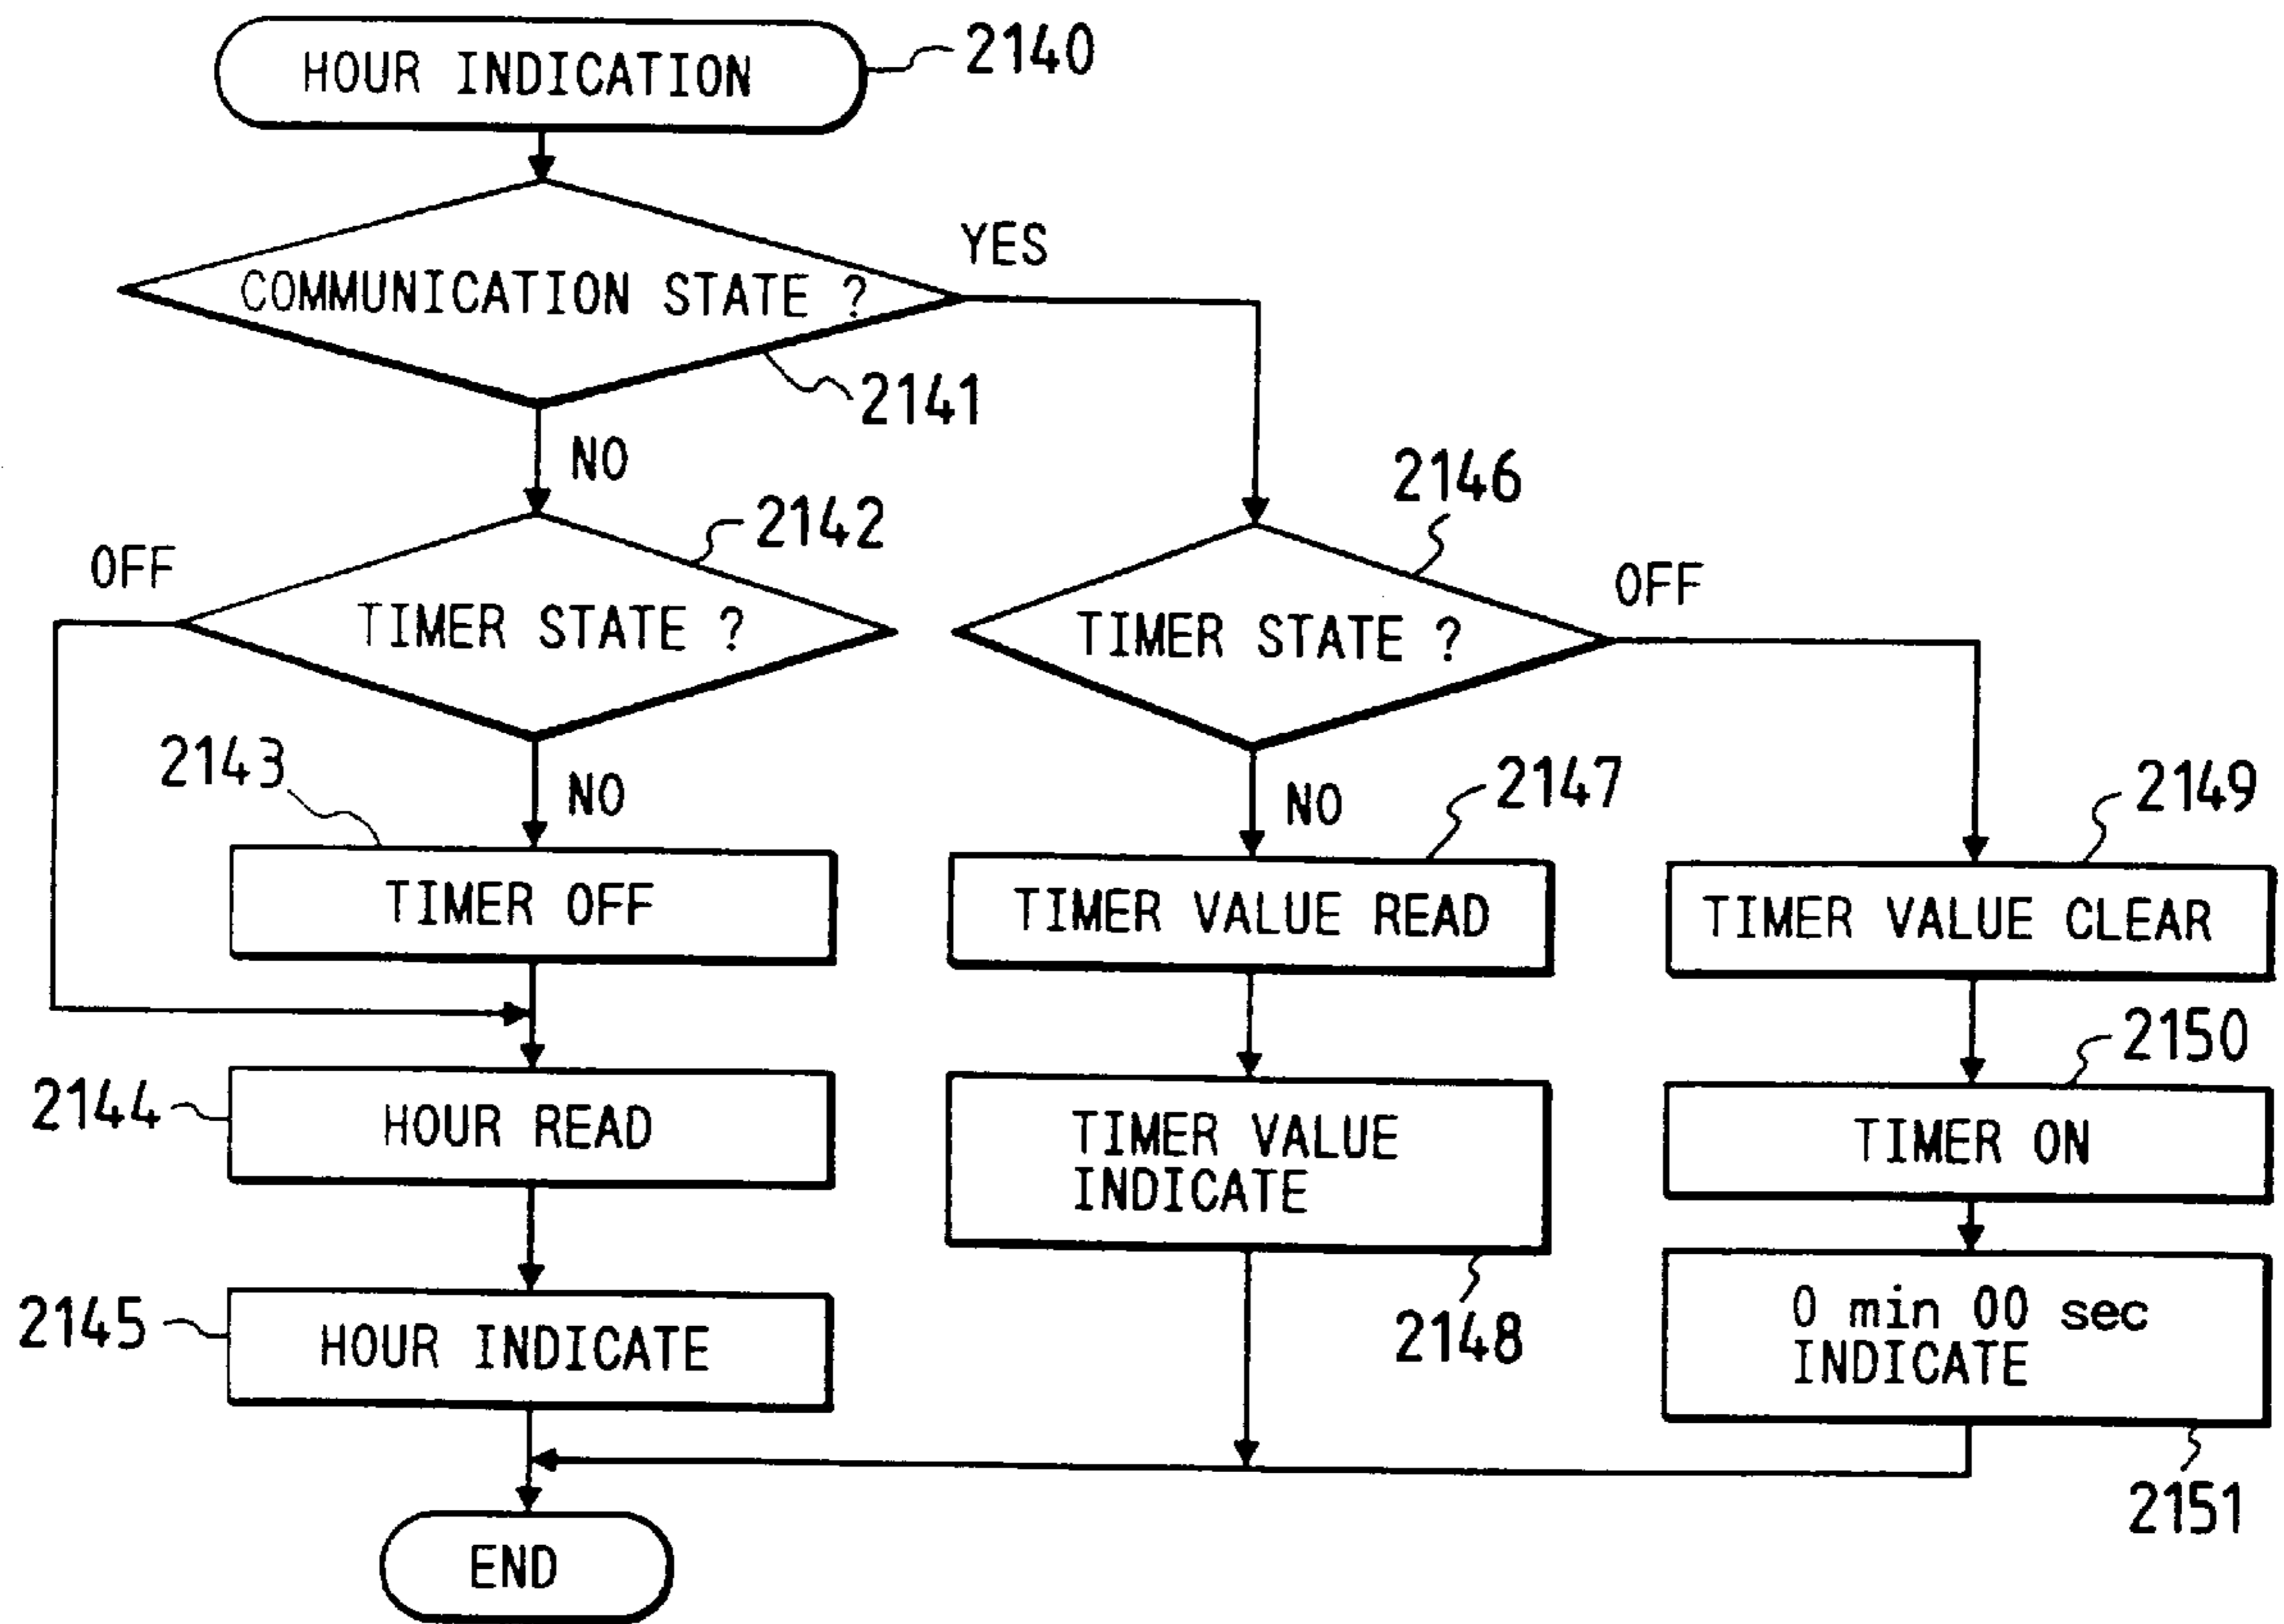 HOUR INDICATION
2140
COMMUNICATION STATE ?
YES
2141
NO
2142
OFF
TIMER STATE ?
2146
TIMER STATE ?
OFF
2143
NO
TIMER OFF
NO
2147
TIMER VALUE READ
2149
TIMER VALUE CLEAR
2144
HOUR READ
TIMER VALUE
INDICATE
2150
TIMER ON
2145
HOUR INDICATE
2148
0 min 00 sec
INDICATE
2151
END